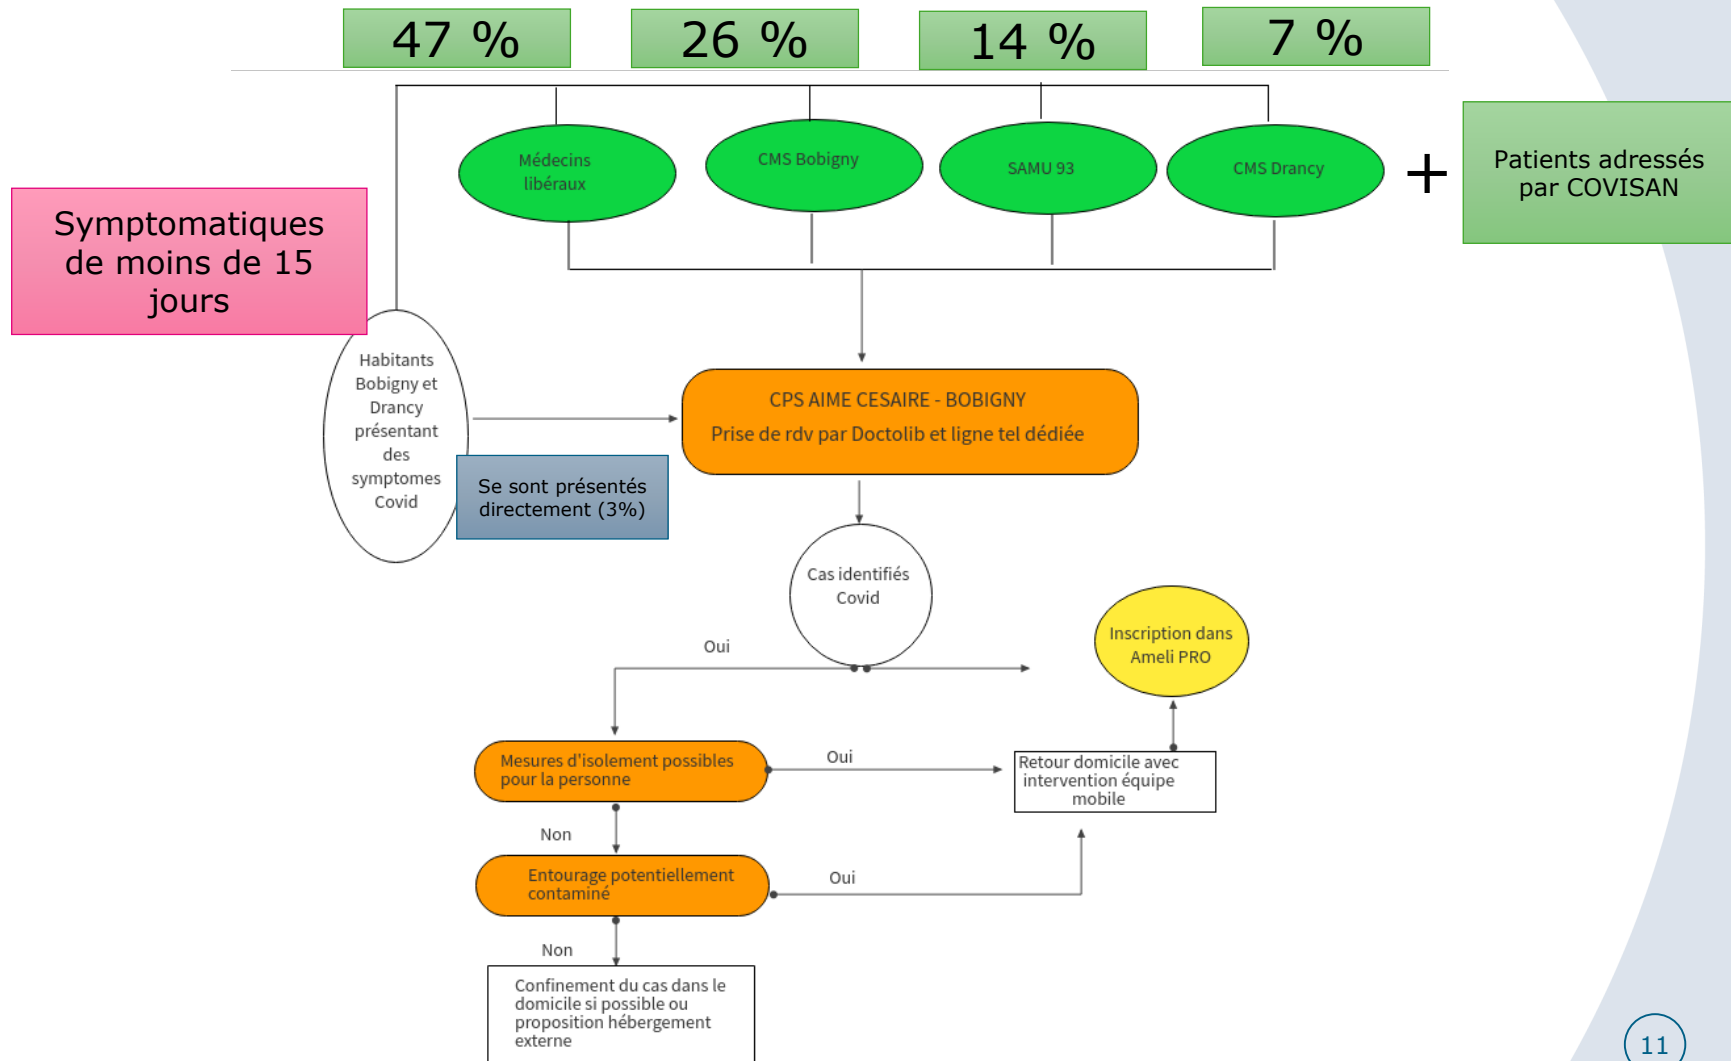 47 %
26 %
14 %
7 %
Médecins
libéraux
CMS Bobigny
SAMU 93
CMS Drancy
+
Patients adressés
par COVISAN
Symptomatiques
de moins de 15
jours
Habitants
Bobigny et
Drancy
présentant
des
symptomes
Covid
CPS AIME CESAIRE - BOBIGNY
Prise de rdv par Doctolib et ligne tel dédiée
Se sont présentés
directement (3%)
Cas identifiés
Covid
Oui
Inscription dans
Ameli PRO
Mesures d'isolement possibles
pour la personne
Oui
Retour domicile avec
intervention équipe
mobile
Non
Entourage potentiellement
contaminé
Oui
Non
Confinement du cas dans le
domicile si possible ou
proposition hébergement
externe
11